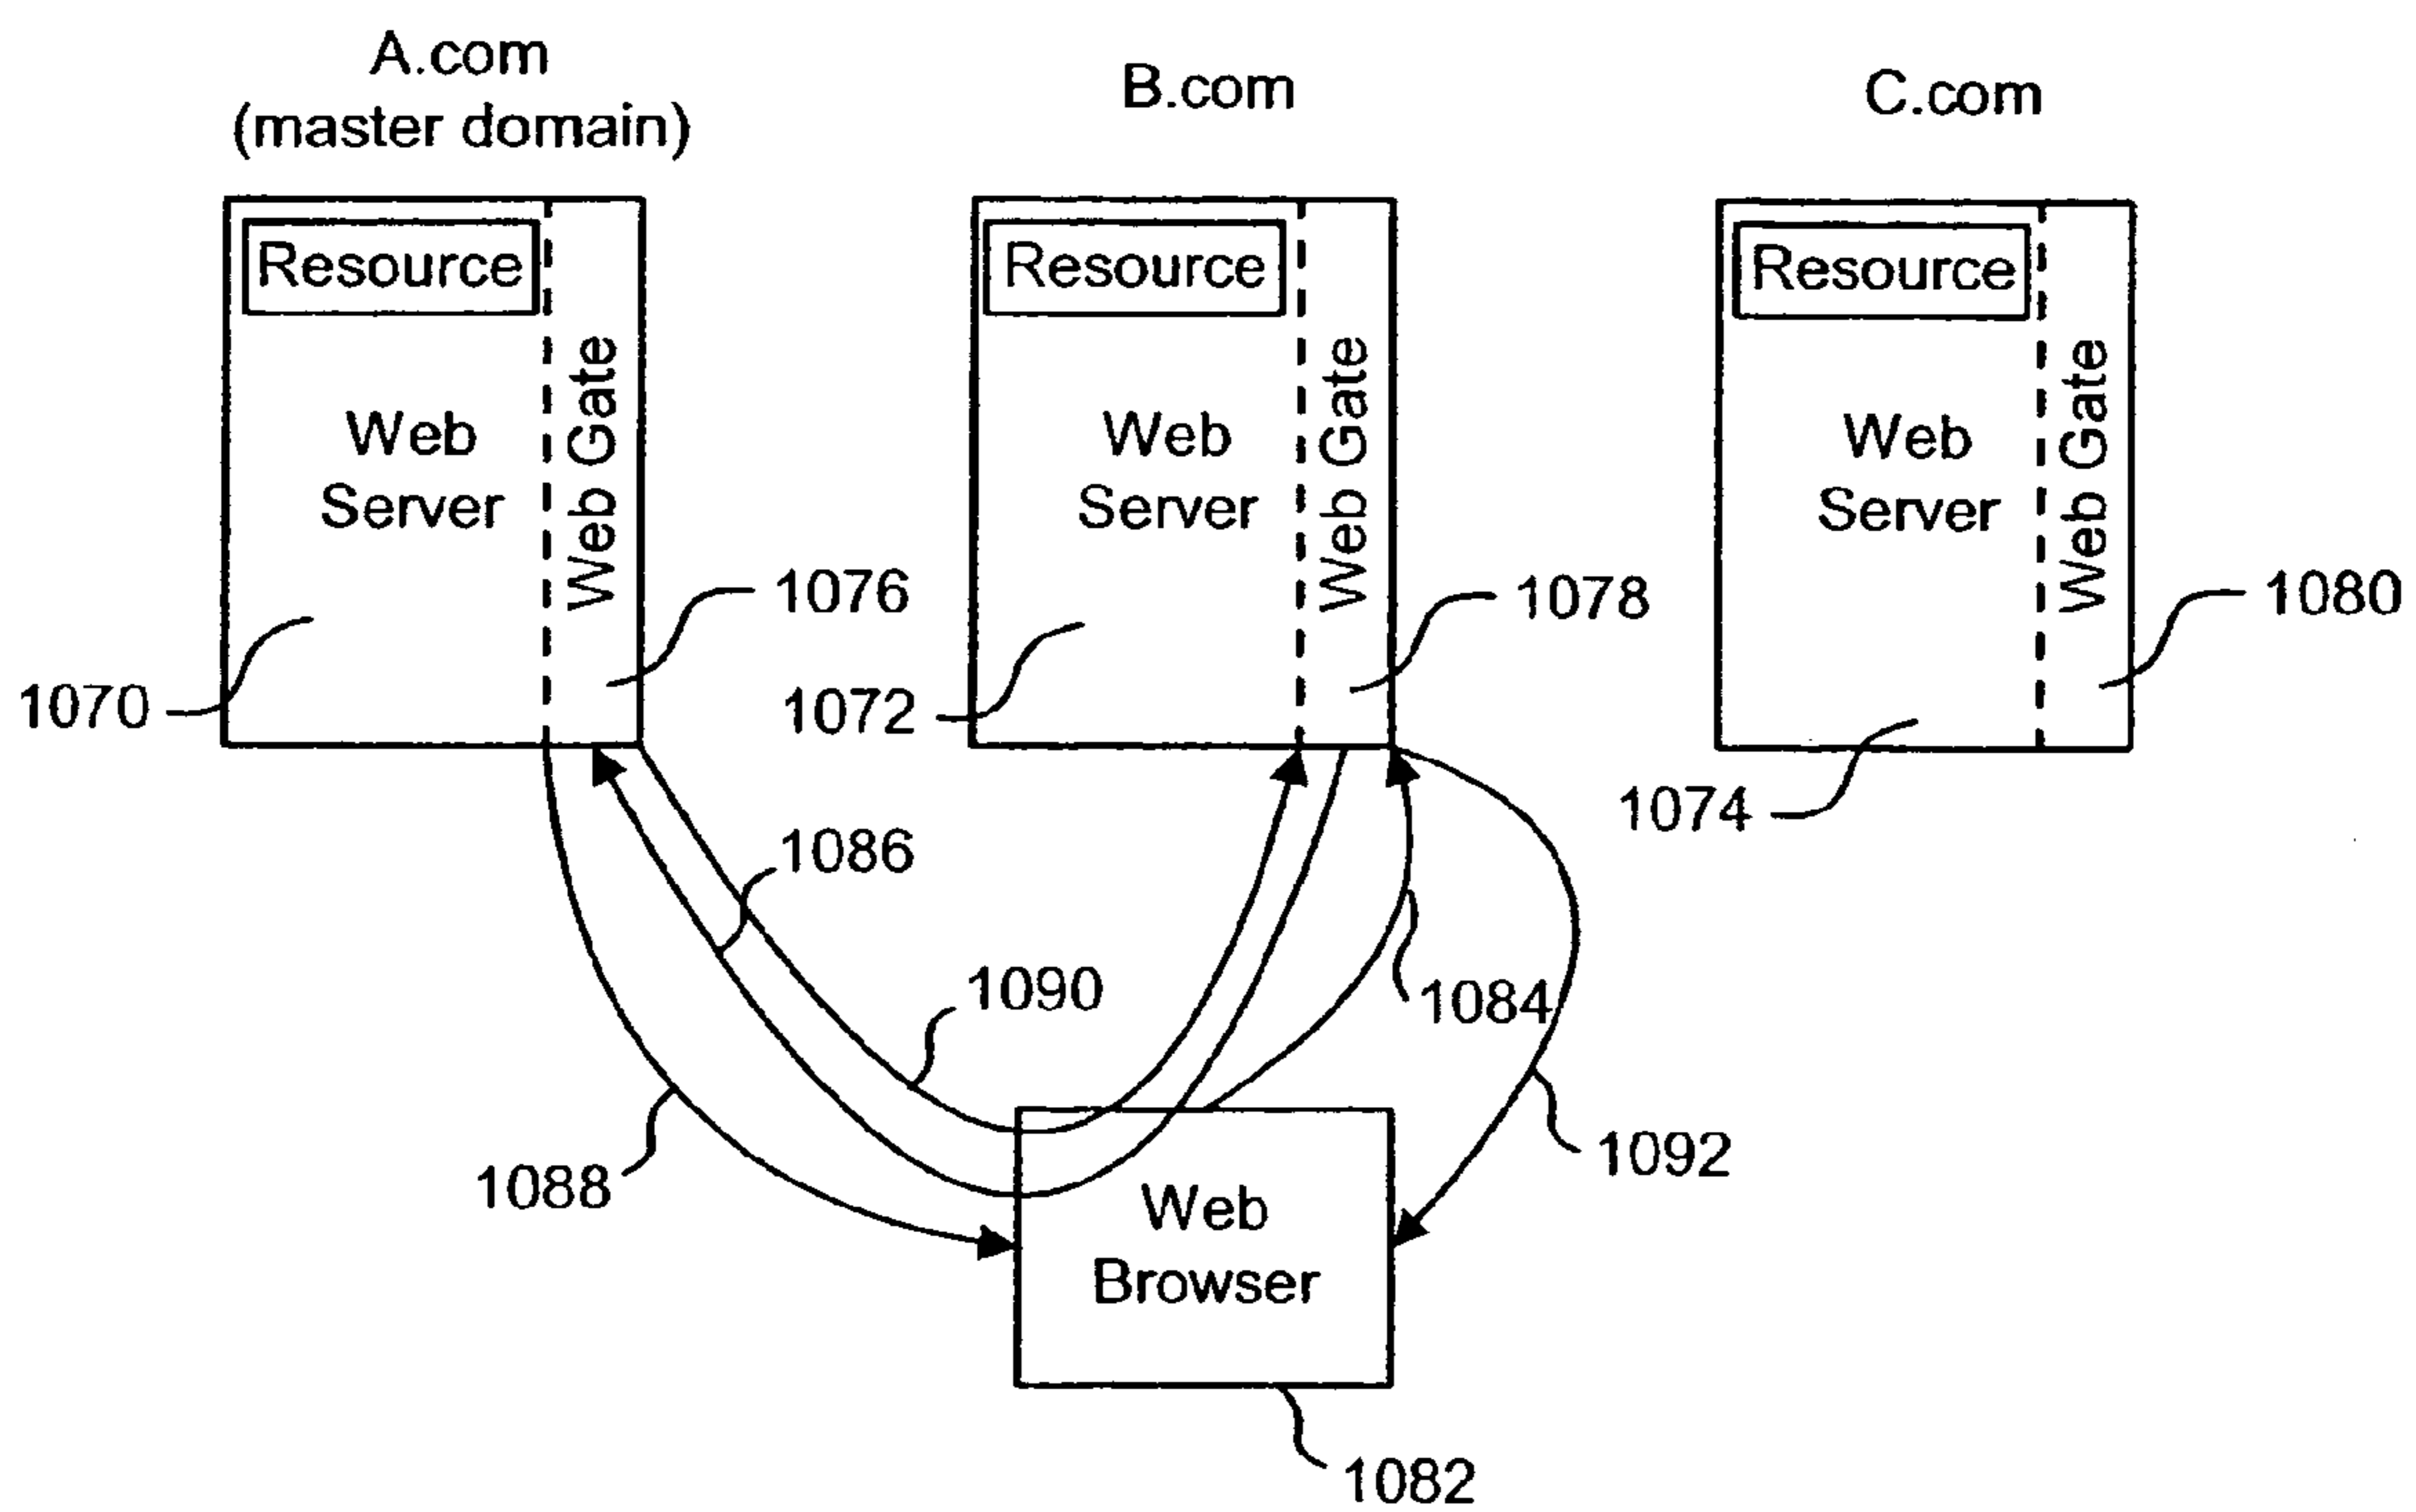 A.com
(master domain)
B.com
C.com
Resource
Resource
Resource
Web
Server
Web Gate
Web
Server
Web Gate
Web
Server
Web Gate
1076
1078
1080
1070
1072
1074
1086
1090
1084
1088
1092
Web
Browser
1082